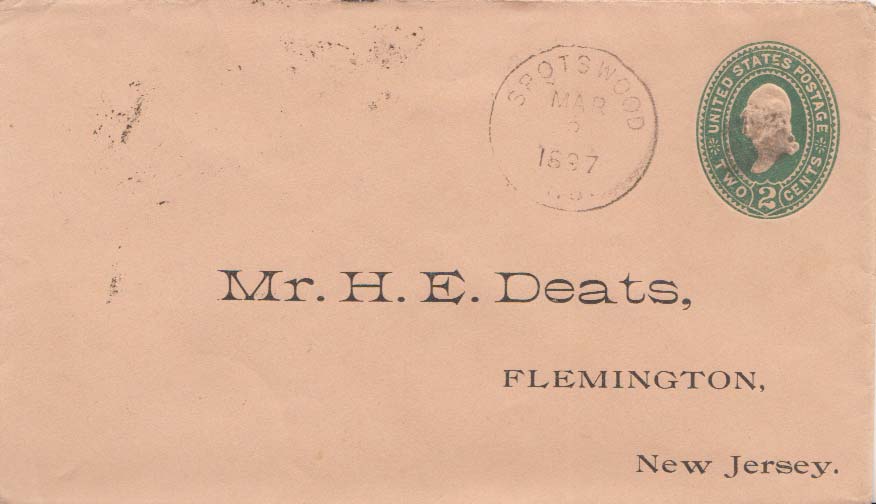 SPOTSWOOD
MAR
1897
N.J.
UNITED STATES POSTAGE
TWO 2 CENTS
Mr. H. E. Deats,
FLEMINGTON,
New Jersey.